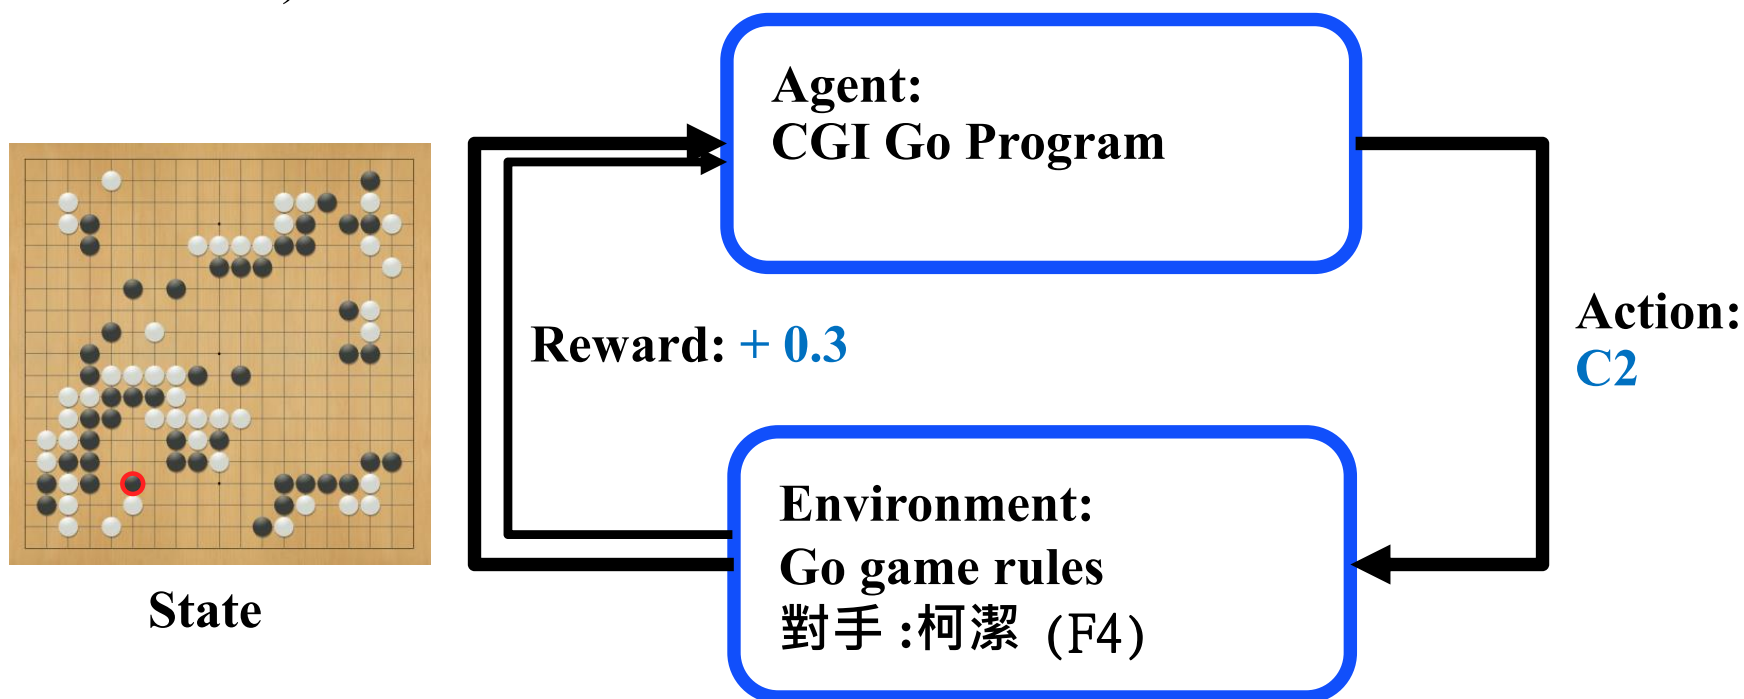 Agent:
CGI Go Program
Reward: + 0.3
Action:
C2
Environment:
Go game rules
對手 :柯潔 (F4)
State